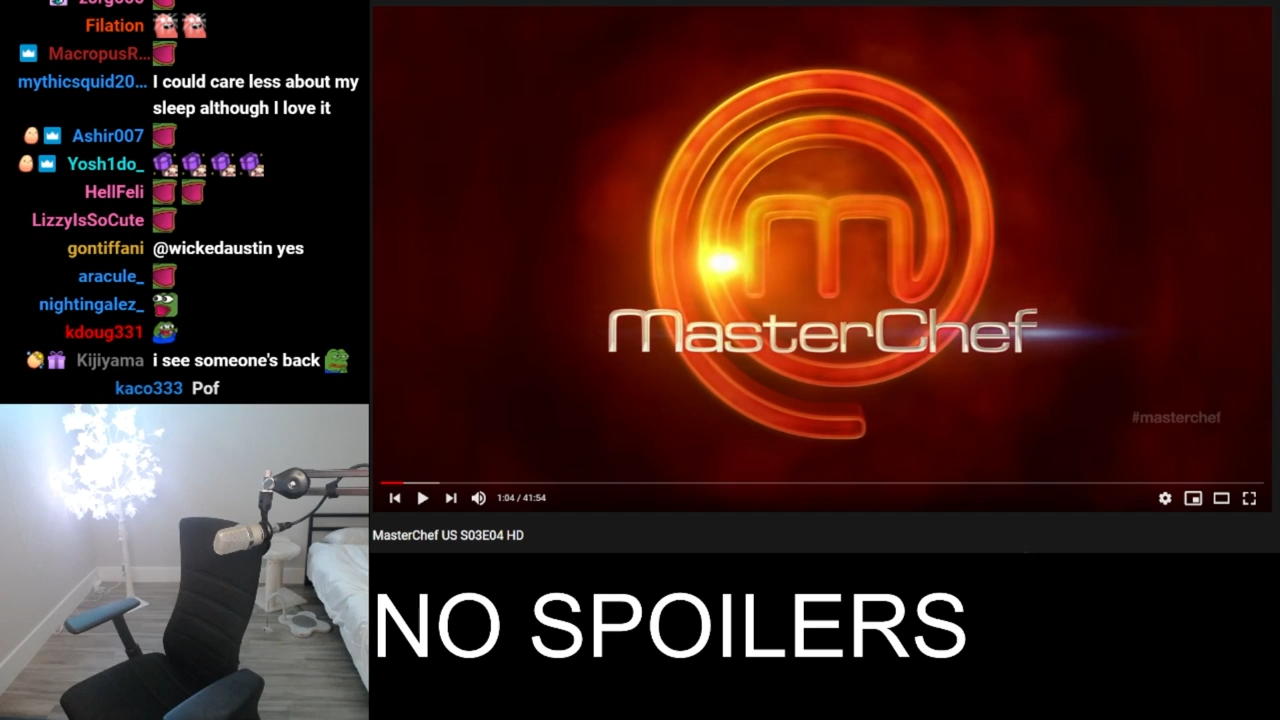 Filation
MacropusR...
mythicsquid20... I could care less about my
sleep although I love it
Ashir007
Yosh1do_
HellFeli
LizzyIsSoCute
gontiffani @wickedaustin yes
aracule_
nightingalez_
kdoug331
Kijiyama i see someone's back
kaco333 Pof
m
MasterChef
#masterchef
1:04 / 41:54
MasterChef US S03E04 HD
NO SPOILERS